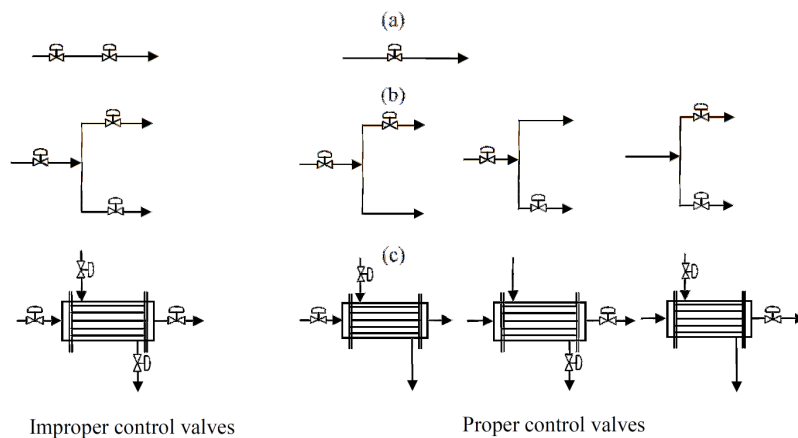 (a)
(b)
(c)
Improper control valves
Proper control valves